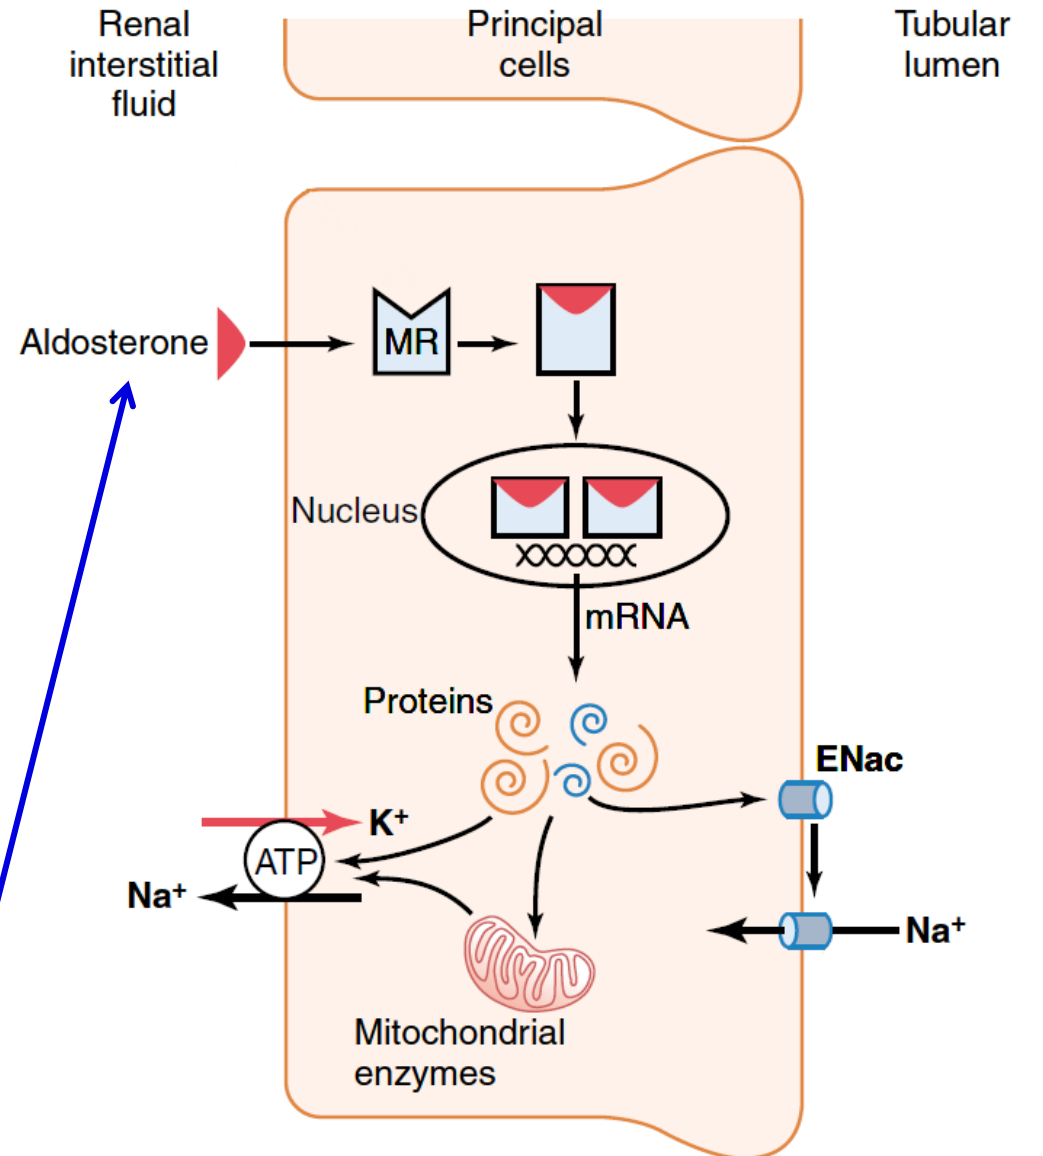 Renal
interstitial
fluid
Principal
cells
Tubular
lumen
Aldosterone
MR
Nucleus
mRNA
Proteins
ENac
K⁺
ATP
Na⁺
Na⁺
Mitochondrial
enzymes